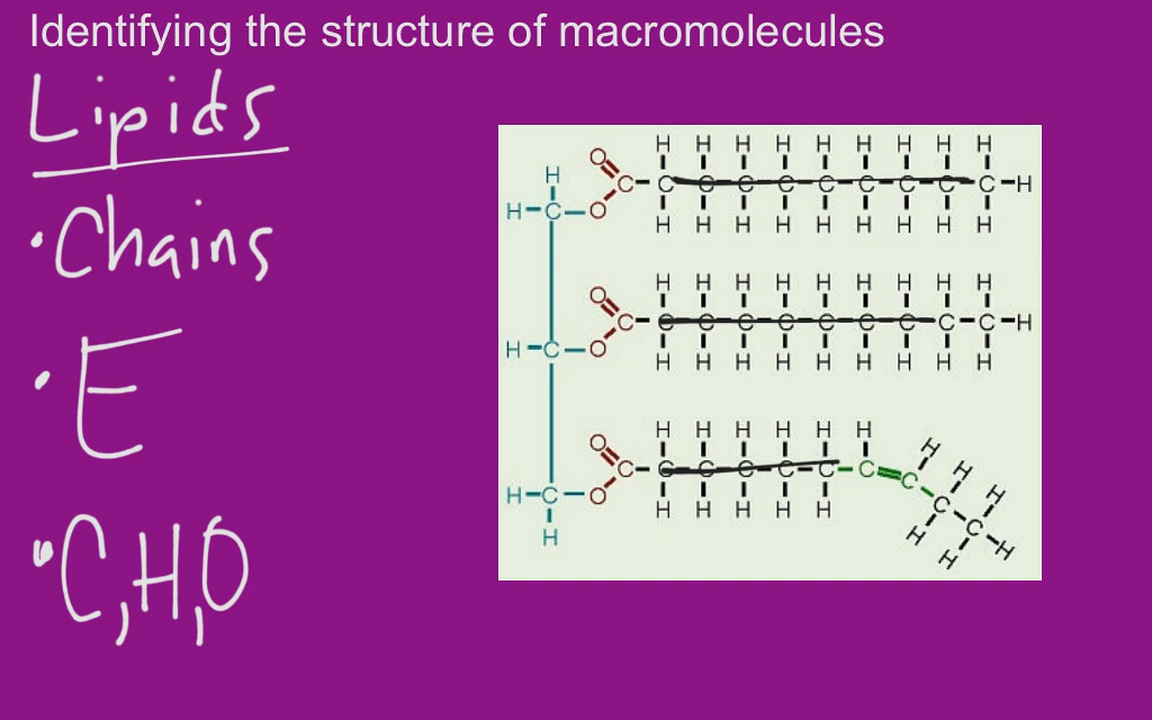 Identifying the structure of macromolecules
Lipids
• Chains
• E
• C, H, O
H H H H H H H H H
O
H C - C - C - C - C - C - C - C - C - C - H
H - C - O H H H H H H H H H
H H H H H H H H H
O
C - C - C - C - C - C - C - C - C - C - H
H - C - O H H H H H H H H H
H H H H H H H H H
O H
C - C - C - C - C - C - C = C H
H - C - O H H H H H C C H
H H H